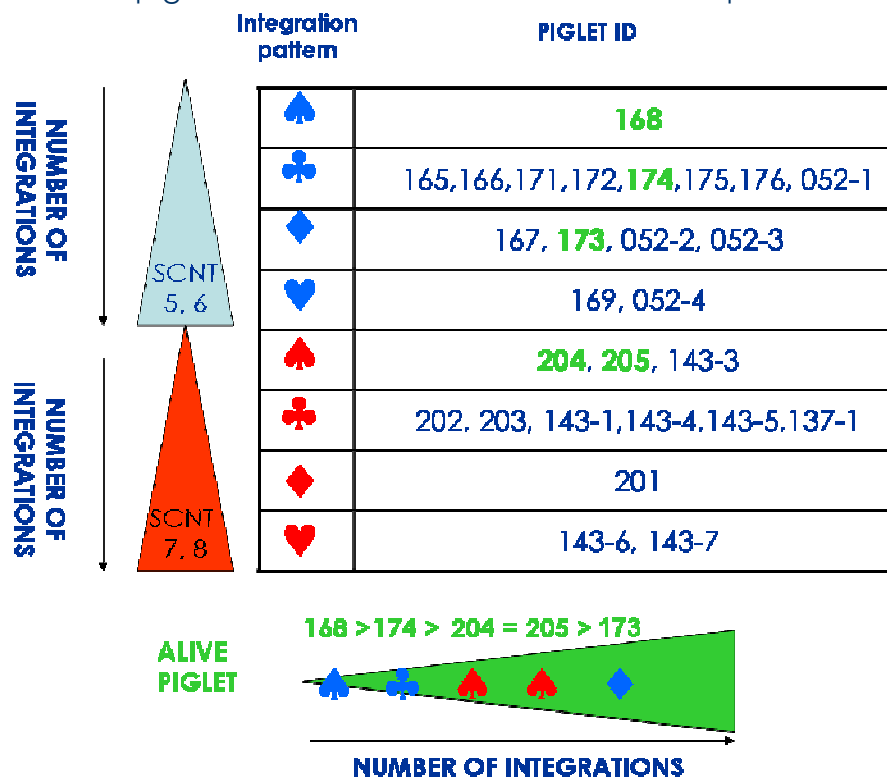 Integration pattern
PIGLET ID
NUMBER OF INTEGRATIONS
SCNT 5, 6
168
165,166,171,172,174,175,176, 052-1
167, 173, 052-2, 052-3
169, 052-4
NUMBER OF INTEGRATIONS
SCNT 7, 8
204, 205, 143-3
202, 203, 143-1,143-4,143-5,137-1
201
143-6, 143-7
ALIVE PIGLET
168 >174 > 204 = 205 > 173
NUMBER OF INTEGRATIONS